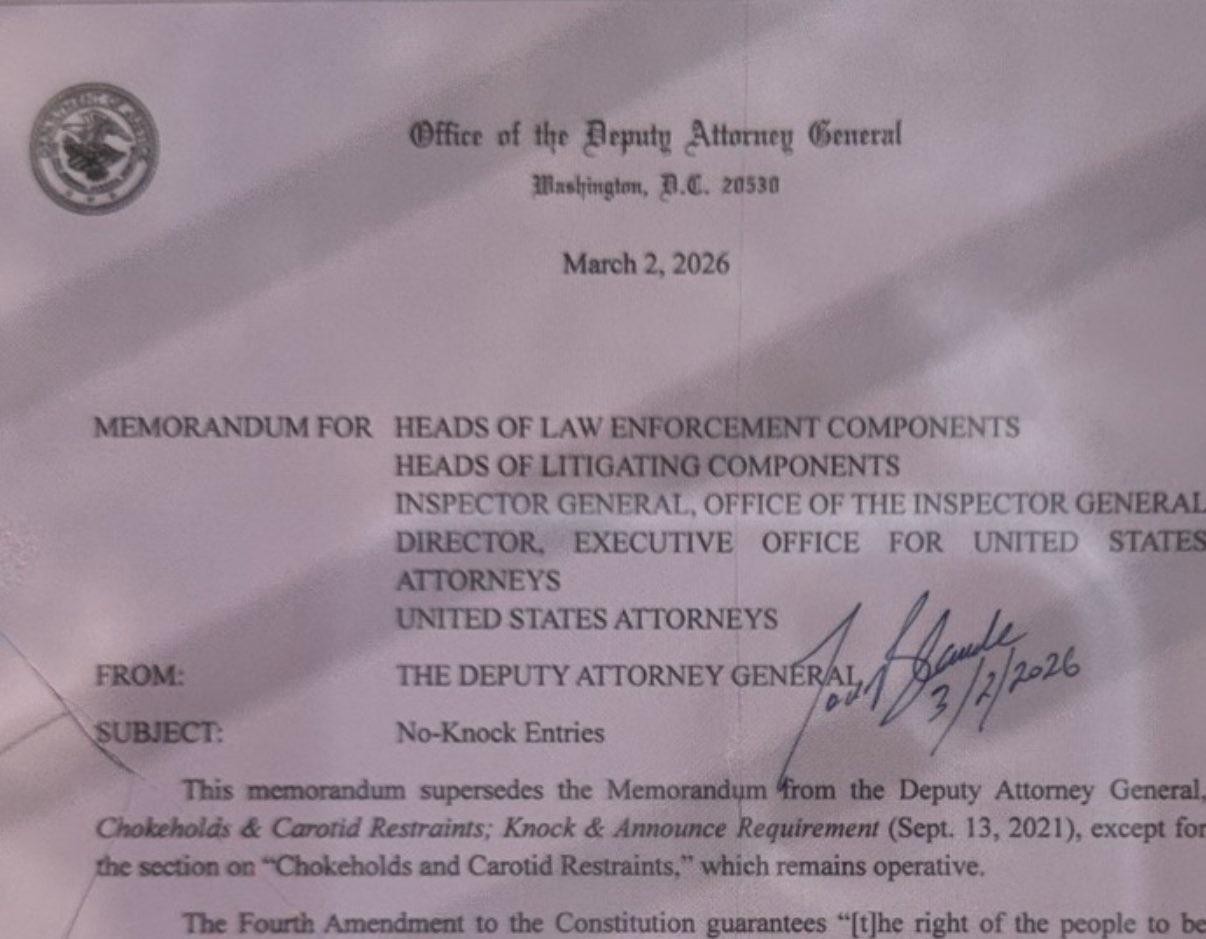 Office of the Deputy Attorney General
Washington, D.C. 20530
March 2, 2026
MEMORANDUM FOR HEADS OF LAW ENFORCEMENT COMPONENTS
HEADS OF LITIGATING COMPONENTS
INSPECTOR GENERAL, OFFICE OF THE INSPECTOR GENERAL
DIRECTOR, EXECUTIVE OFFICE FOR UNITED STATES
ATTORNEYS
UNITED STATES ATTORNEYS
FROM: THE DEPUTY ATTORNEY GENERAL
3/2/2026
SUBJECT: No-Knock Entries
This memorandum supersedes the Memorandum from the Deputy Attorney General,
Chokeholds & Carotid Restraints; Knock & Announce Requirement (Sept. 13, 2021), except for
the section on “Chokeholds and Carotid Restraints,” which remains operative.
The Fourth Amendment to the Constitution guarantees “[t]he right of the people to be